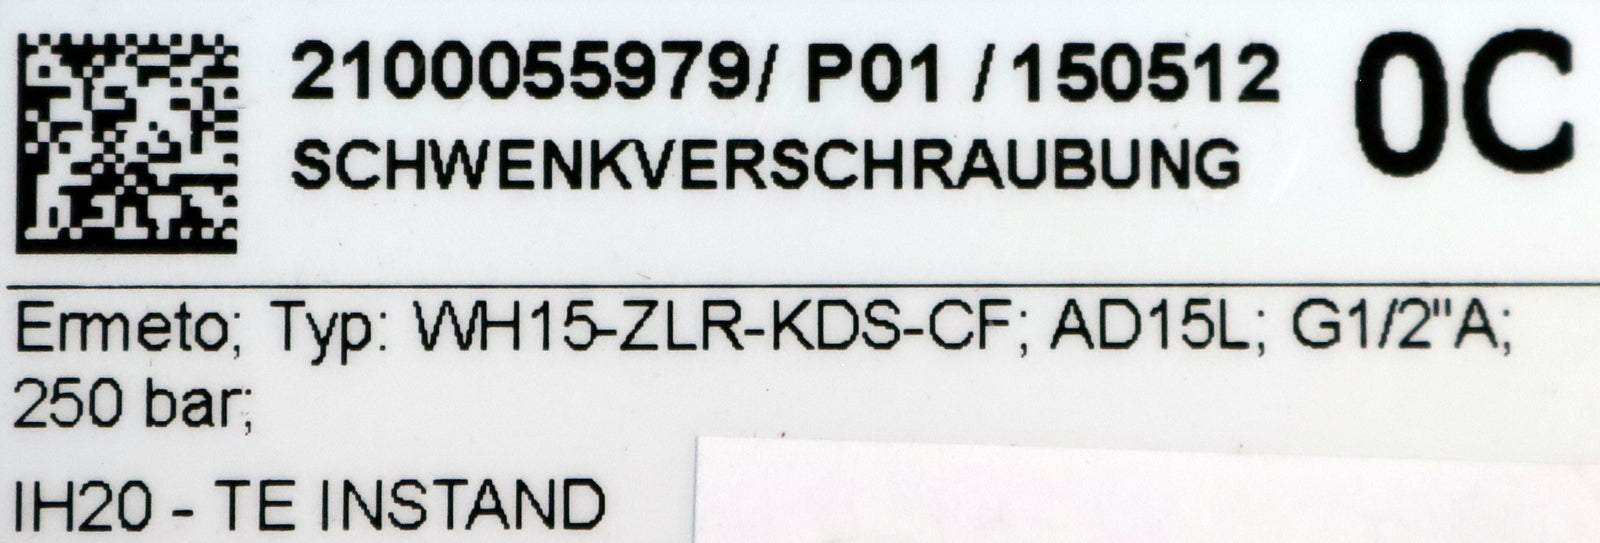 2100055979/ P01 / 150512 0C
SCHWENKVERSCHRAUBUNG
Ermeto; Typ: WH15-ZLR-KDS-CF; AD15L; G1/2"A;
250 bar;
IH20 - TE INSTAND